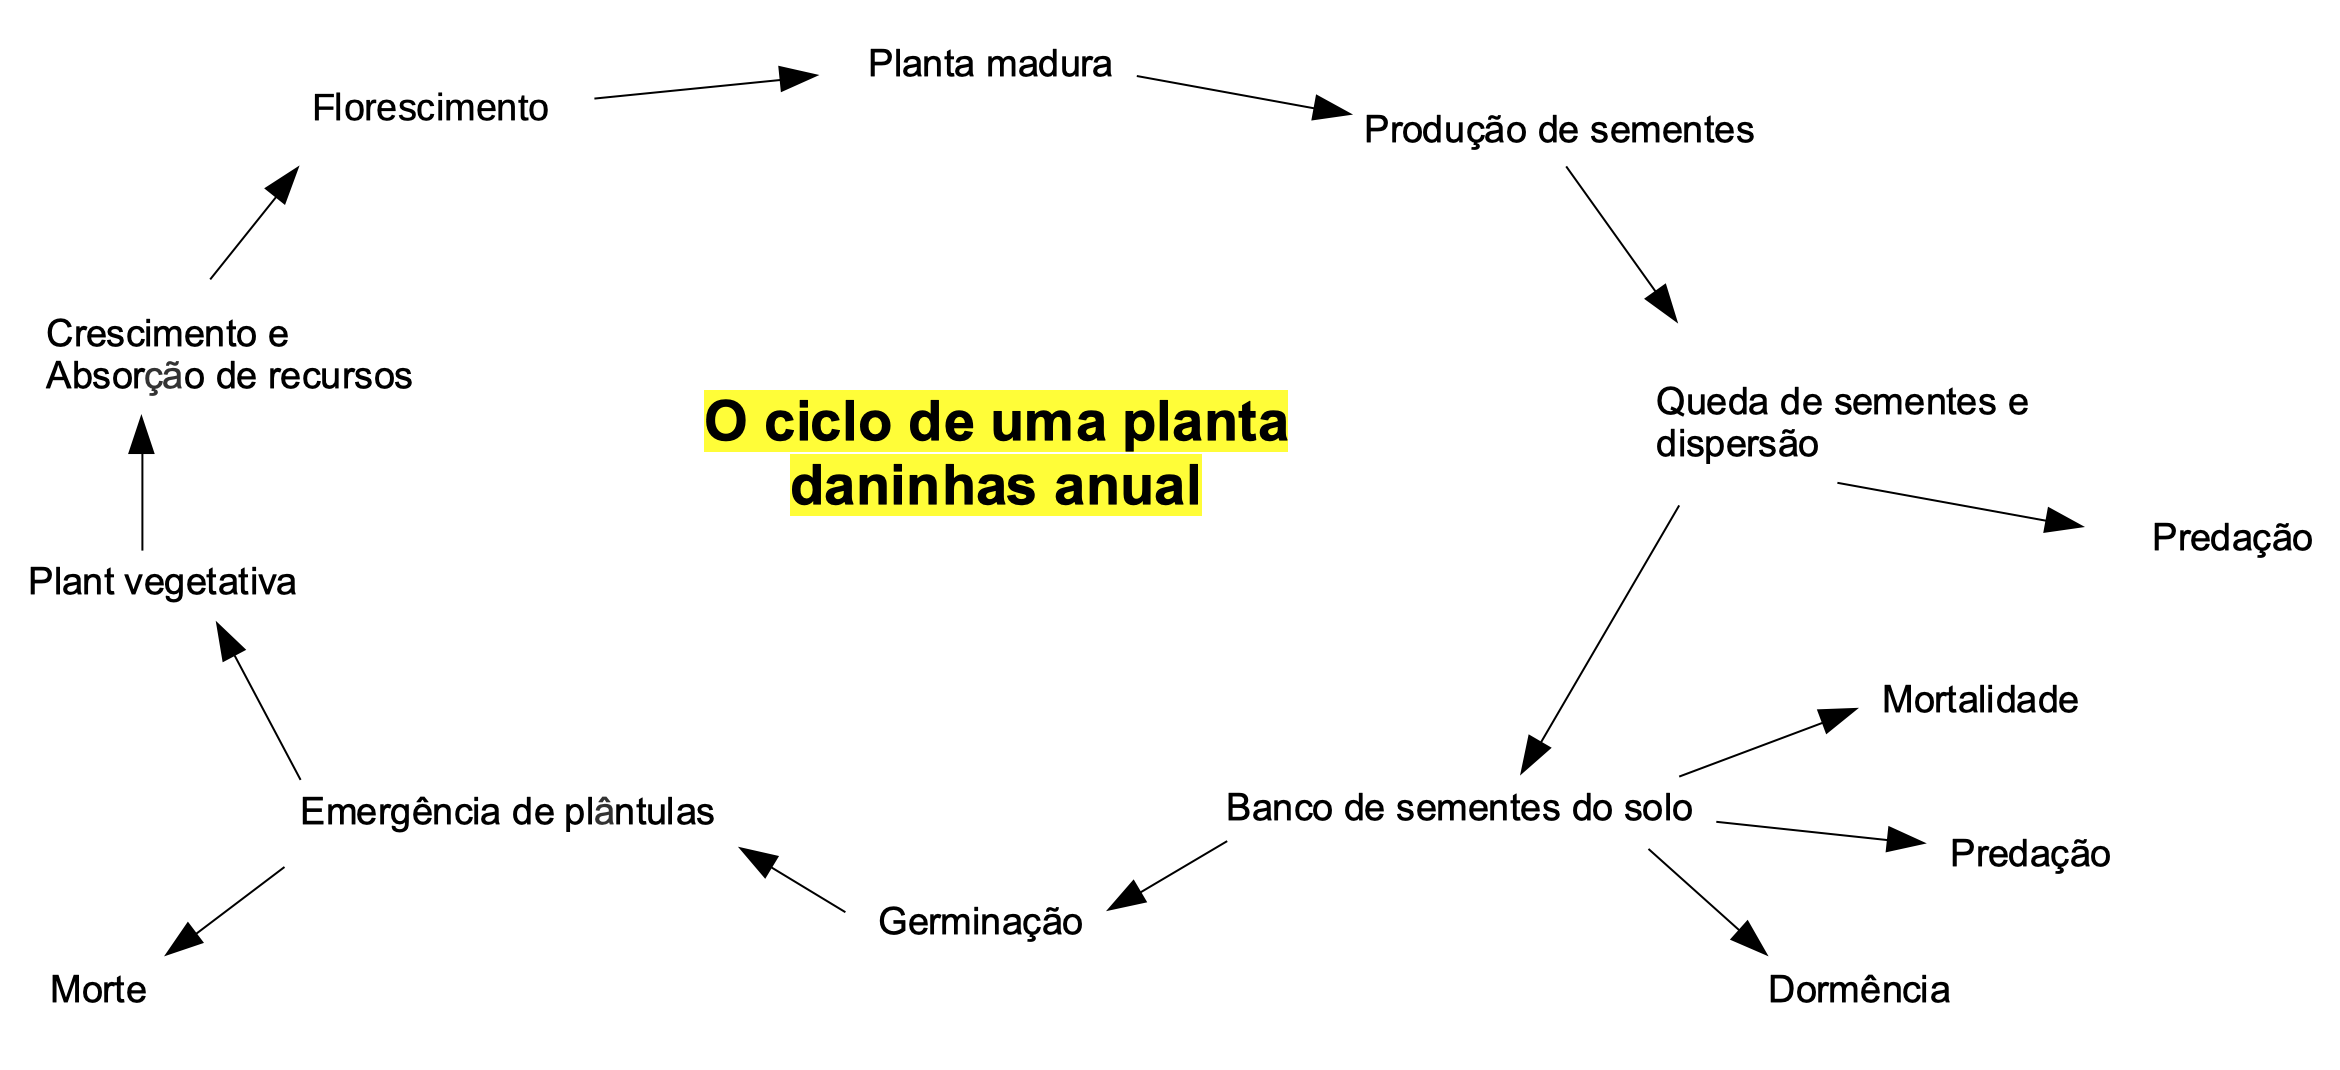 Planta madura
Florescimento
Produção de sementes
Crescimento e
Absorção de recursos
O ciclo de uma planta
daninhas anual
Queda de sementes e
dispersão
Predação
Plant vegetativa
Mortalidade
Emergência de plântulas
Banco de sementes do solo
Predação
Germinação
Morte
Dormência